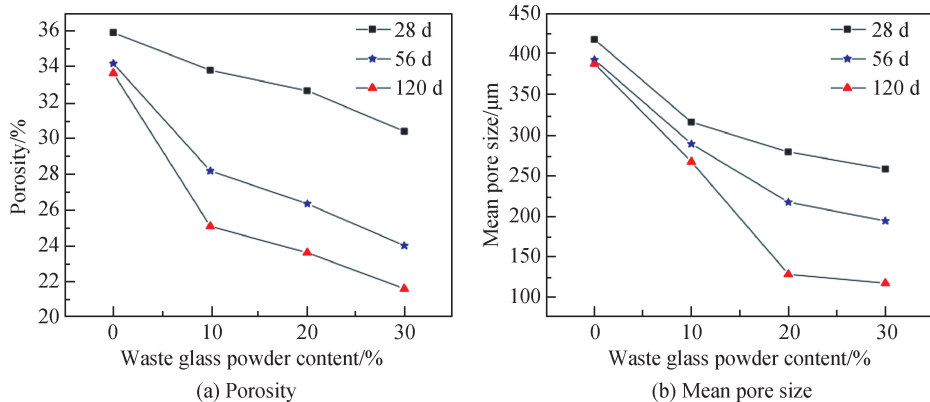 36
34
32
30
28
26
24
22
20
Porosity/%
28 d
56 d
120 d
0
10
20
30
Waste glass powder content/%
(a) Porosity
450
400
350
300
250
200
150
100
Mean pore size/μm
28 d
56 d
120 d
0
10
20
30
Waste glass powder content/%
(b) Mean pore size